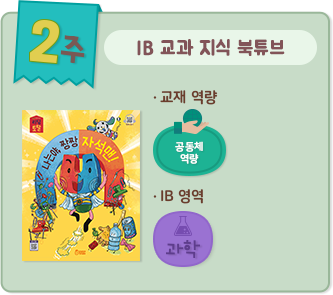 2주
IB 교과 지식 북튜브
· 교재 역량
공동체
역량
나는야, 짱짱
자석맨!
· IB 영역
과학